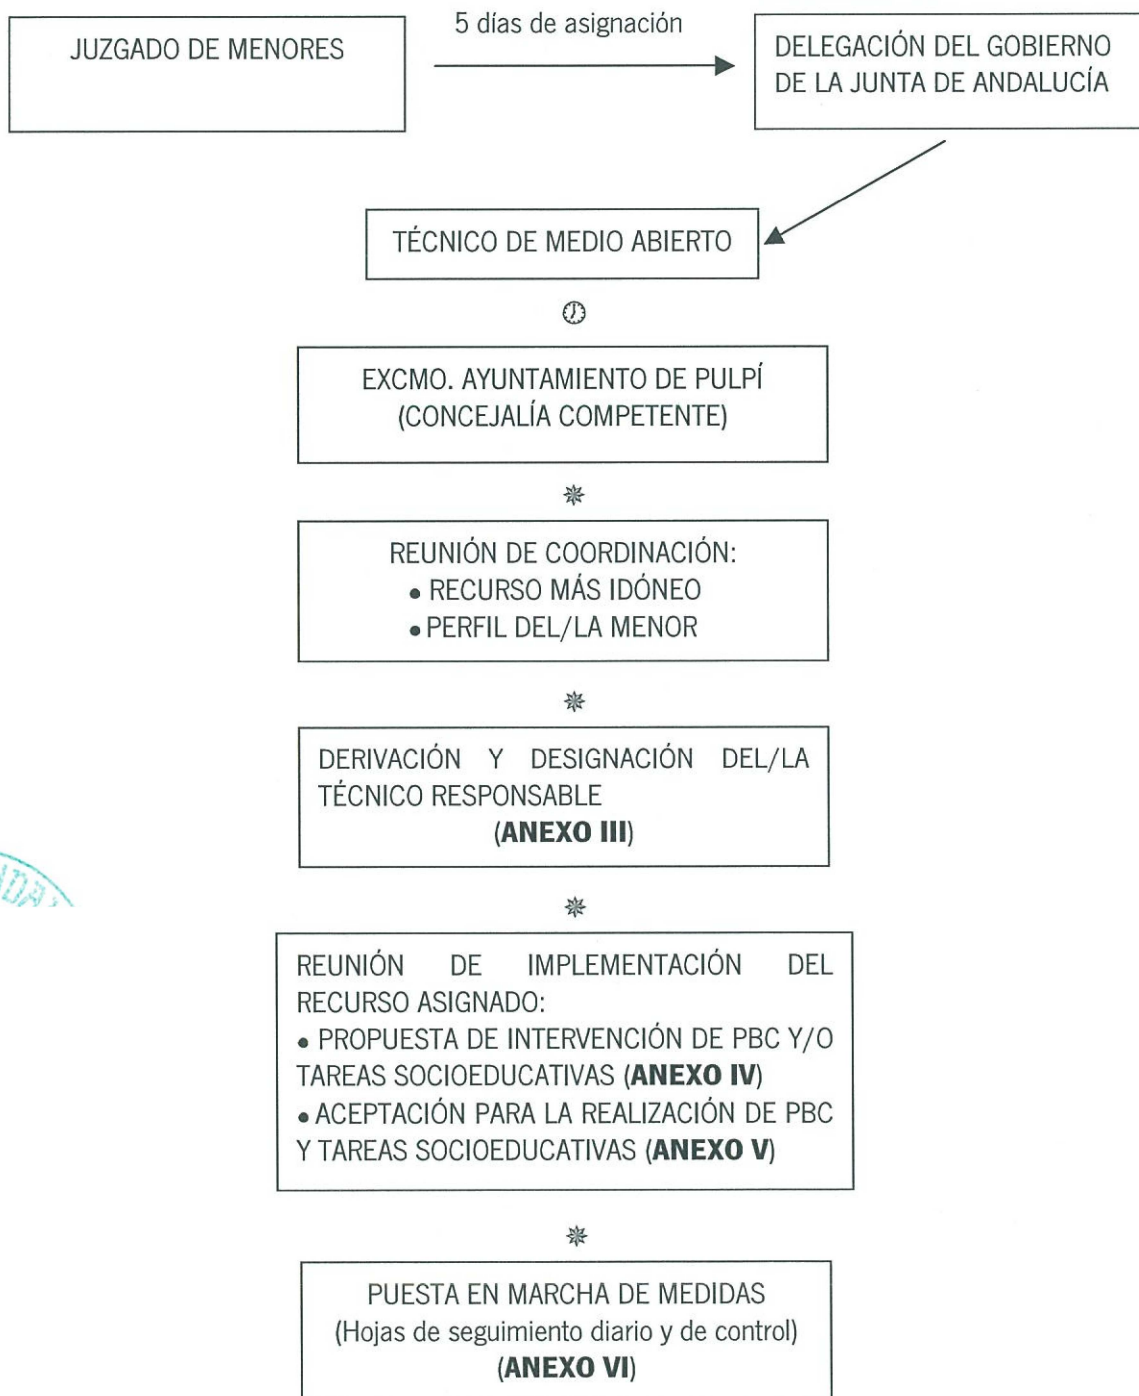 JUZGADO DE MENORES
5 días de asignación
DELEGACIÓN DEL GOBIERNO
DE LA JUNTA DE ANDALUCÍA
TÉCNICO DE MEDIO ABIERTO
EXCMO. AYUNTAMIENTO DE PULPÍ
(CONCEJALÍA COMPETENTE)
REUNIÓN DE COORDINACIÓN:
• RECURSO MÁS IDÓNEO
• PERFIL DEL/LA MENOR
DERIVACIÓN Y DESIGNACIÓN DEL/LA
TÉCNICO RESPONSABLE
(ANEXO III)
REUNIÓN DE IMPLEMENTACIÓN DEL
RECURSO ASIGNADO:
• PROPUESTA DE INTERVENCIÓN DE PBC Y/O
TAREAS SOCIOEDUCATIVAS (ANEXO IV)
• ACEPTACIÓN PARA LA REALIZACIÓN DE PBC
Y TAREAS SOCIOEDUCATIVAS (ANEXO V)
PUESTA EN MARCHA DE MEDIDAS
(Hojas de seguimiento diario y de control)
(ANEXO VI)